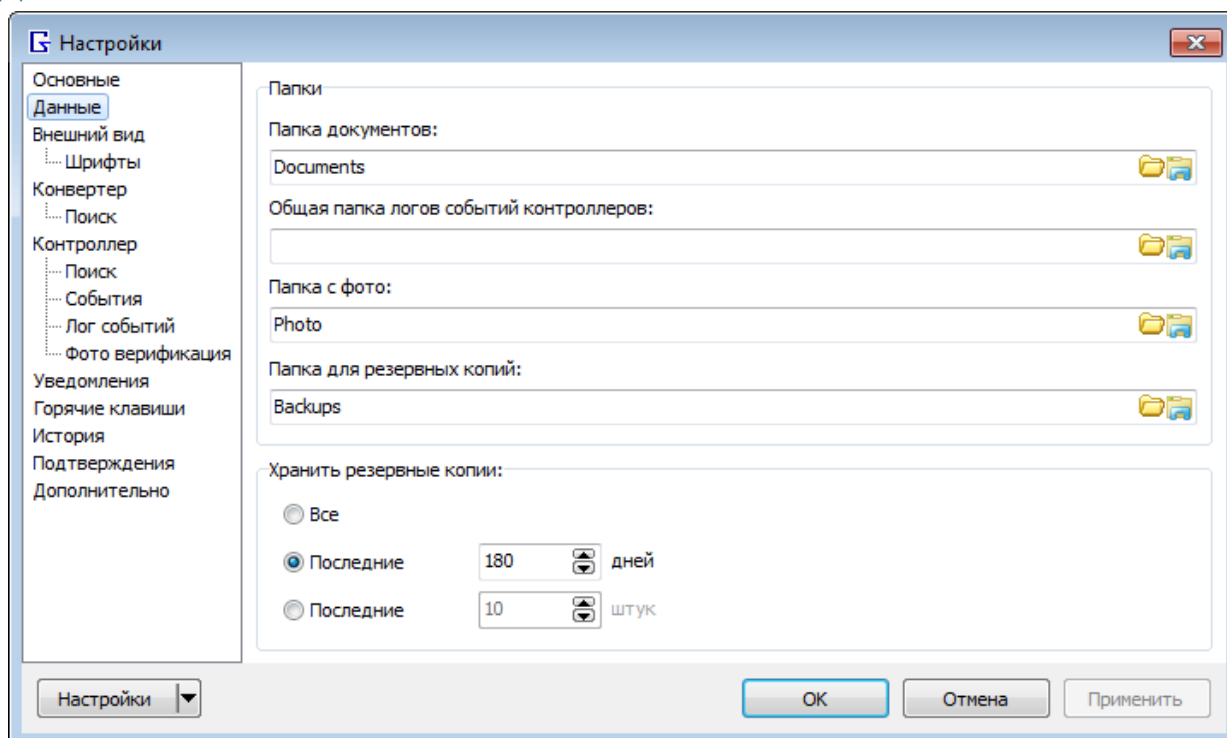 Настройки
Основные
Данные
Внешний вид
Шрифты
Конвертер
Поиск
Контроллер
Поиск
События
Лог событий
Фото верификация
Уведомления
Горячие клавиши
История
Подтверждения
Дополнительно
Папки
Папка документов:
Documents
Общая папка логов событий контроллеров:
Папка с фото:
Photo
Папка для резервных копий:
Backups
Хранить резервные копии:
Все
Последние 180 дней
Последние 10 штук
Настройки
OK Отмена Применить